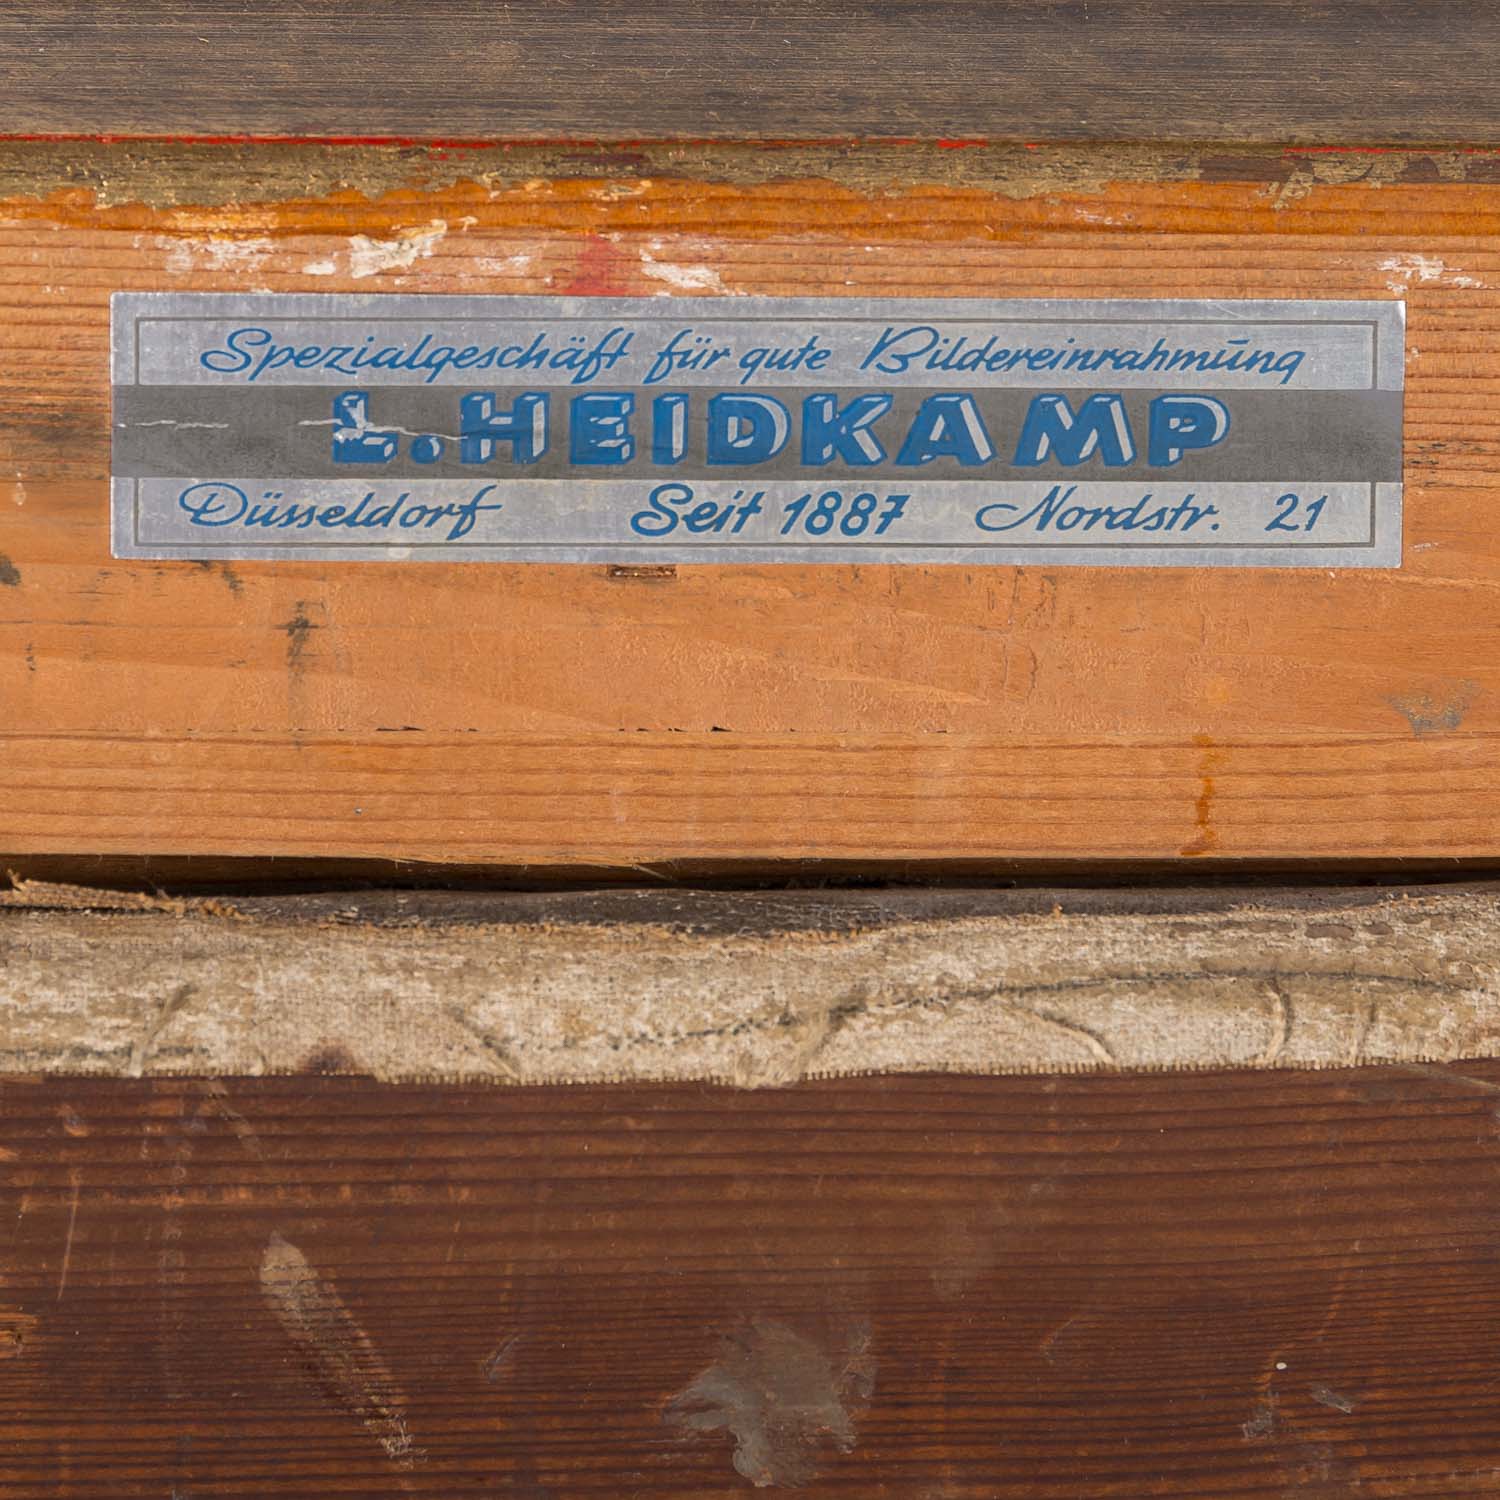 Spezialgeschäft für gute Bildereinrahmung
L. HEIDKAMP
Düsseldorf Seit 1887 Nordstr. 21